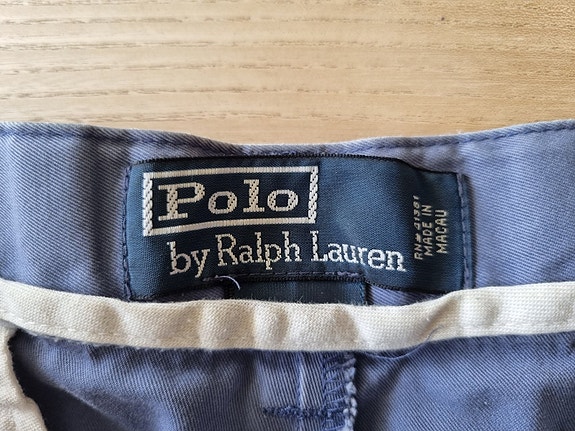 Polo
by Ralph Lauren
RN#41381
MADE IN
MACAU